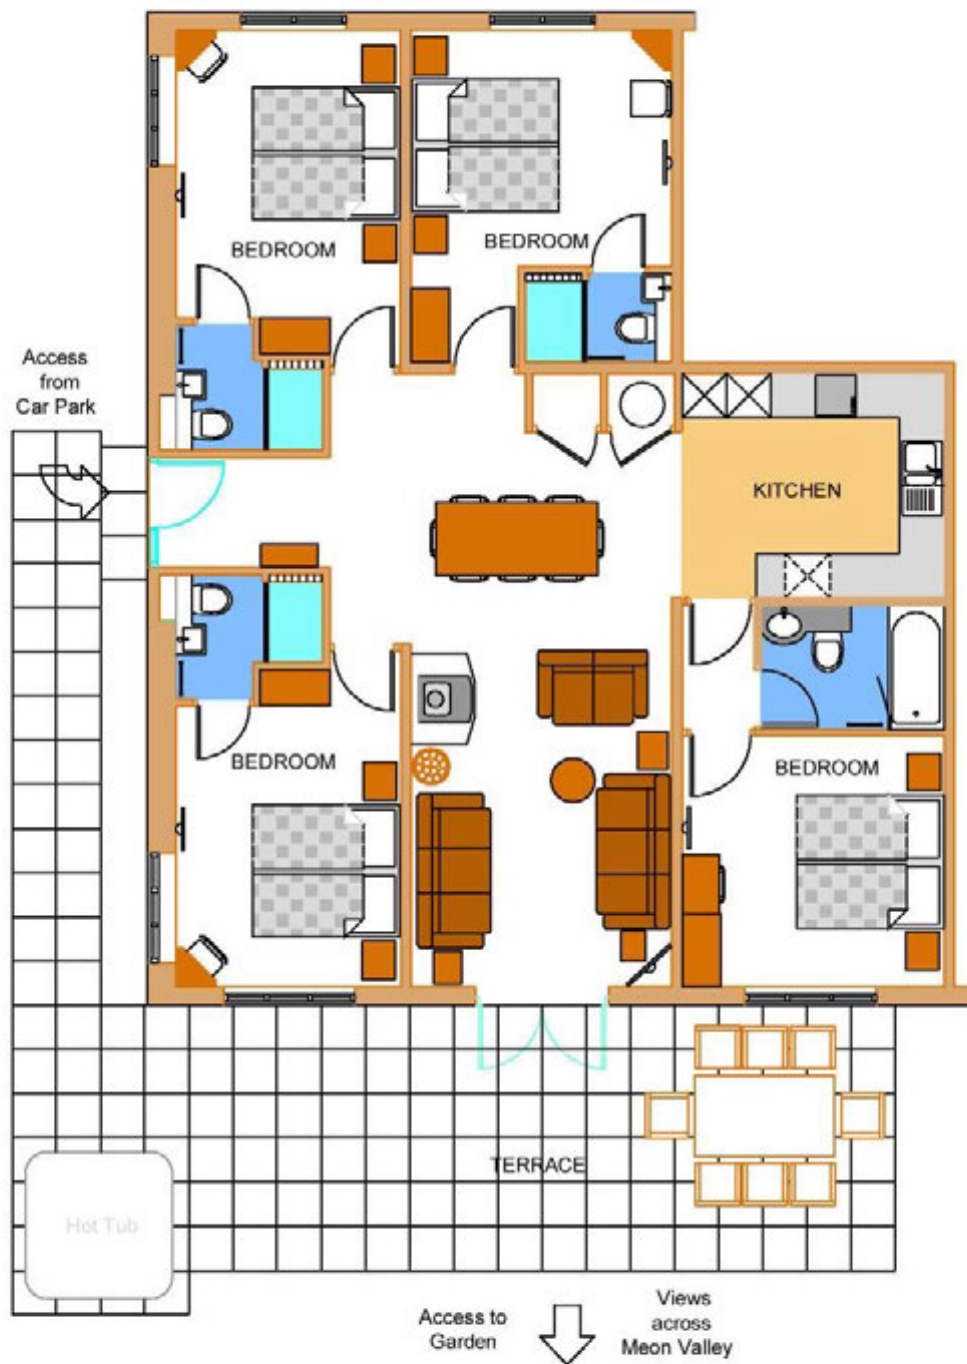 BEDROOM
BEDROOM
Access
from
Car Park
KITCHEN
BEDROOM
BEDROOM
TERRACE
Hot Tub
Access to
Garden
Views
across
Meon Valley